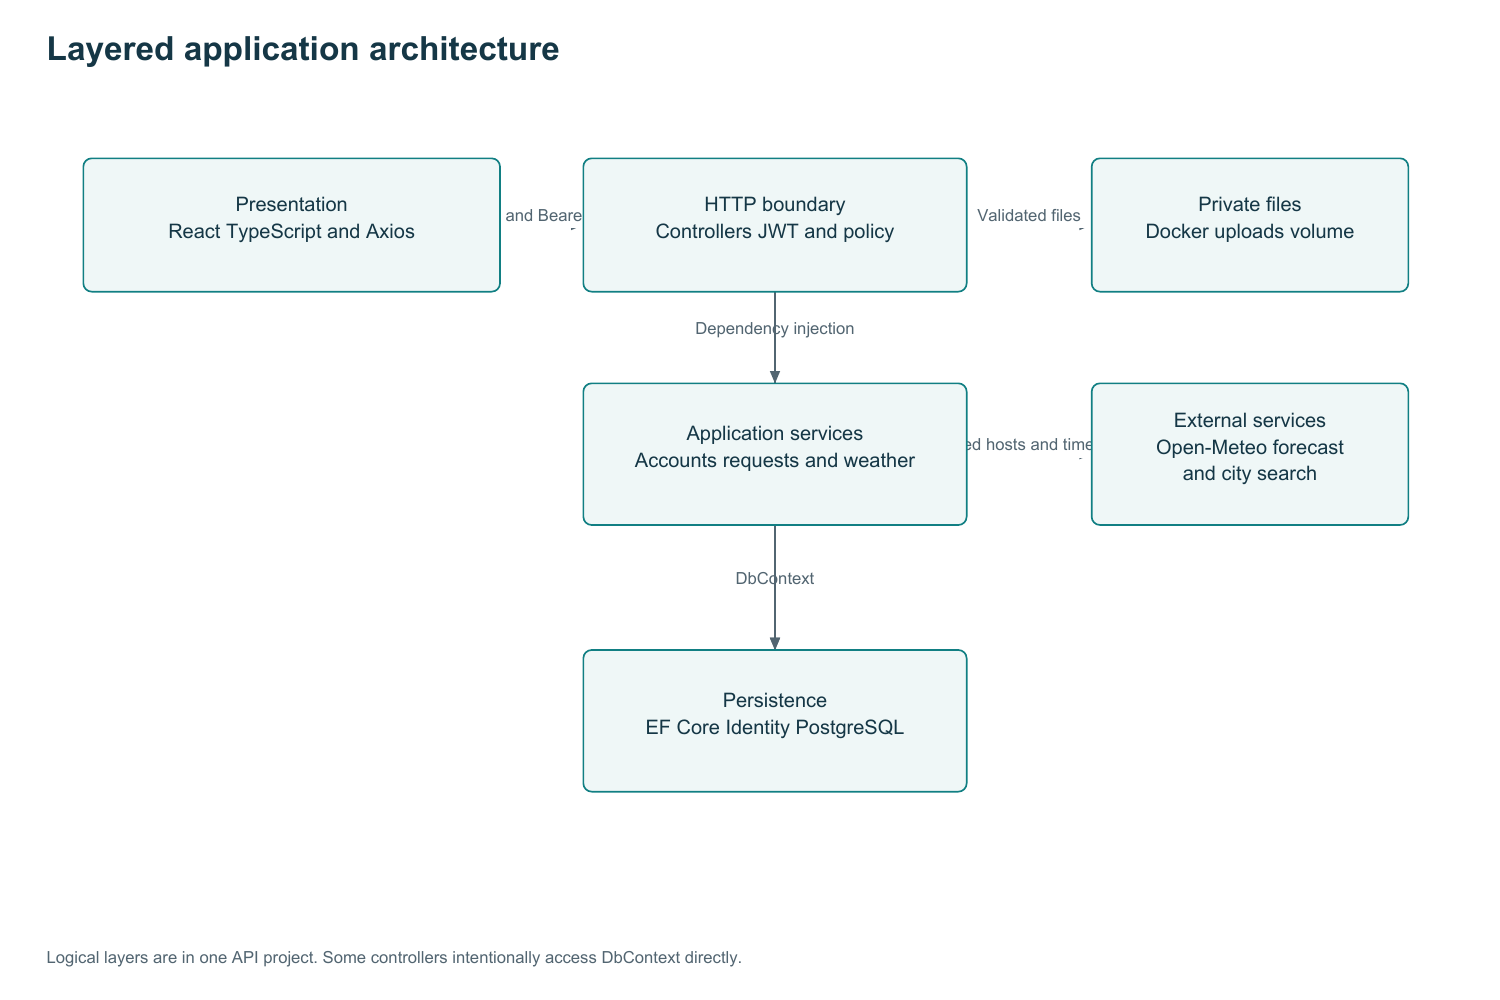 Layered application architecture
Presentation
React TypeScript and Axios
and Beare
HTTP boundary
Controllers JWT and policy
Validated files
Private files
Docker uploads volume
Dependency injection
Application services
Accounts requests and weather
ed hosts and time
External services
Open-Meteo forecast
and city search
DbContext
Persistence
EF Core Identity PostgreSQL
Logical layers are in one API project. Some controllers intentionally access DbContext directly.